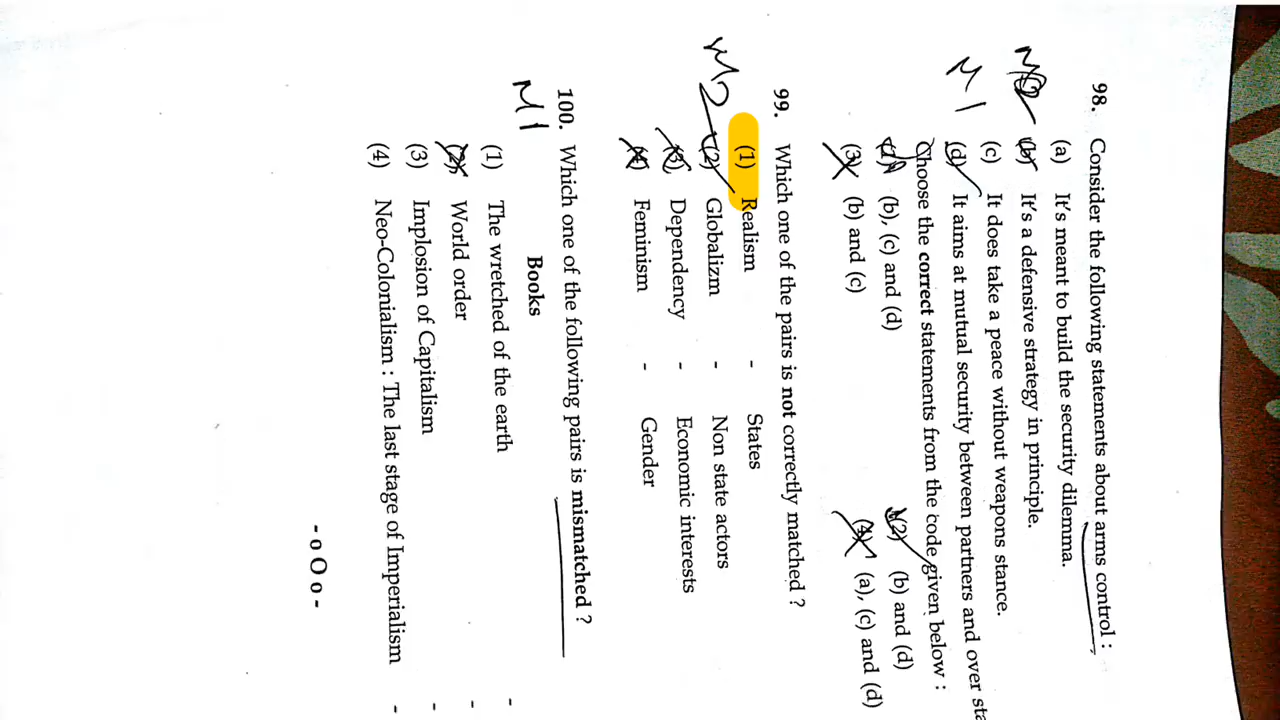 98. Consider the following statements about arms control :
(a) It's meant to build the security dilemma.
(b) It's a defensive strategy in principle.
(c) It does take a peace without weapons stance.
(d) It aims at mutual security between partners and over
Choose the correct statements from the code given below :
(1) (b), (c) and (d) (2) (b) and (d)
(3) (b) and (c) (4) (a), (c) and (d)
M1
99. Which one of the pairs is not correctly matched ?
(1) Realism - States
(2) Globalizm - Non state actors
(3) Dependency - Economic interests
(4) Feminism - Gender
M2
100. Which one of the following pairs is mismatched ?
Books
(1) The wretched of the earth -
(2) World order -
(3) Implosion of Capitalism -
(4) Neo-Colonialism : The last stage of Imperialism -
M1
- o O o -